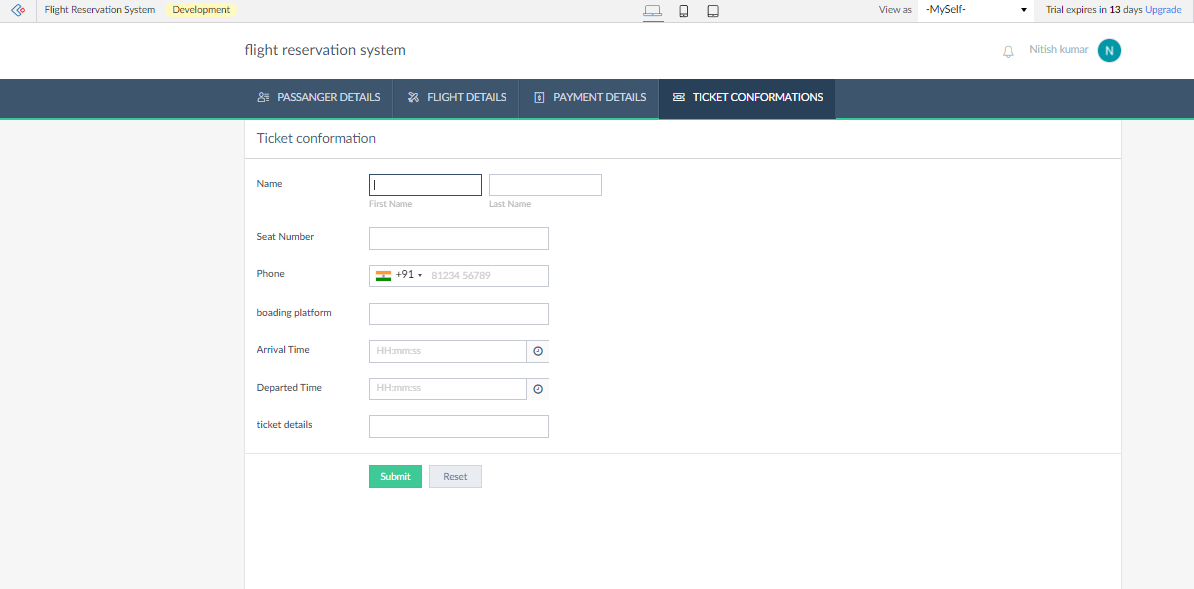 Flight Reservation System Development View as -MySelf- Trial expires in 13 days Upgrade
flight reservation system Nitish kumar N
PASSANGER DETAILS FLIGHT DETAILS PAYMENT DETAILS TICKET CONFORMATIONS
Ticket conformation
Name
First Name Last Name
Seat Number
Phone +91 81234 56789
boading platform
Arrival Time HH:mm:ss
Departed Time HH:mm:ss
ticket details
Submit Reset